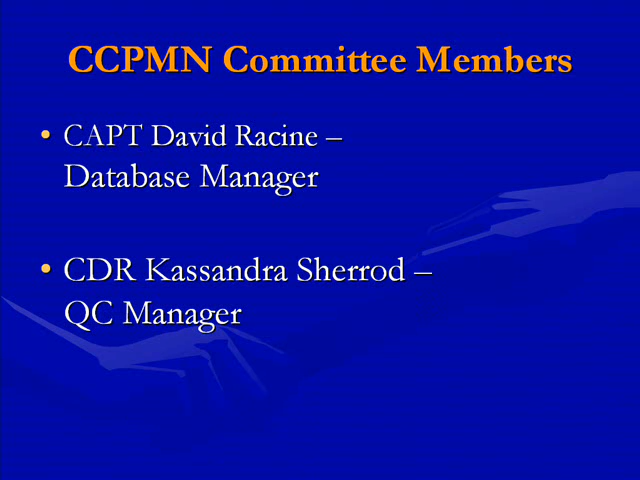 CCPMN Committee Members
• CAPT David Racine –
Database Manager
• CDR Kassandra Sherrod –
QC Manager